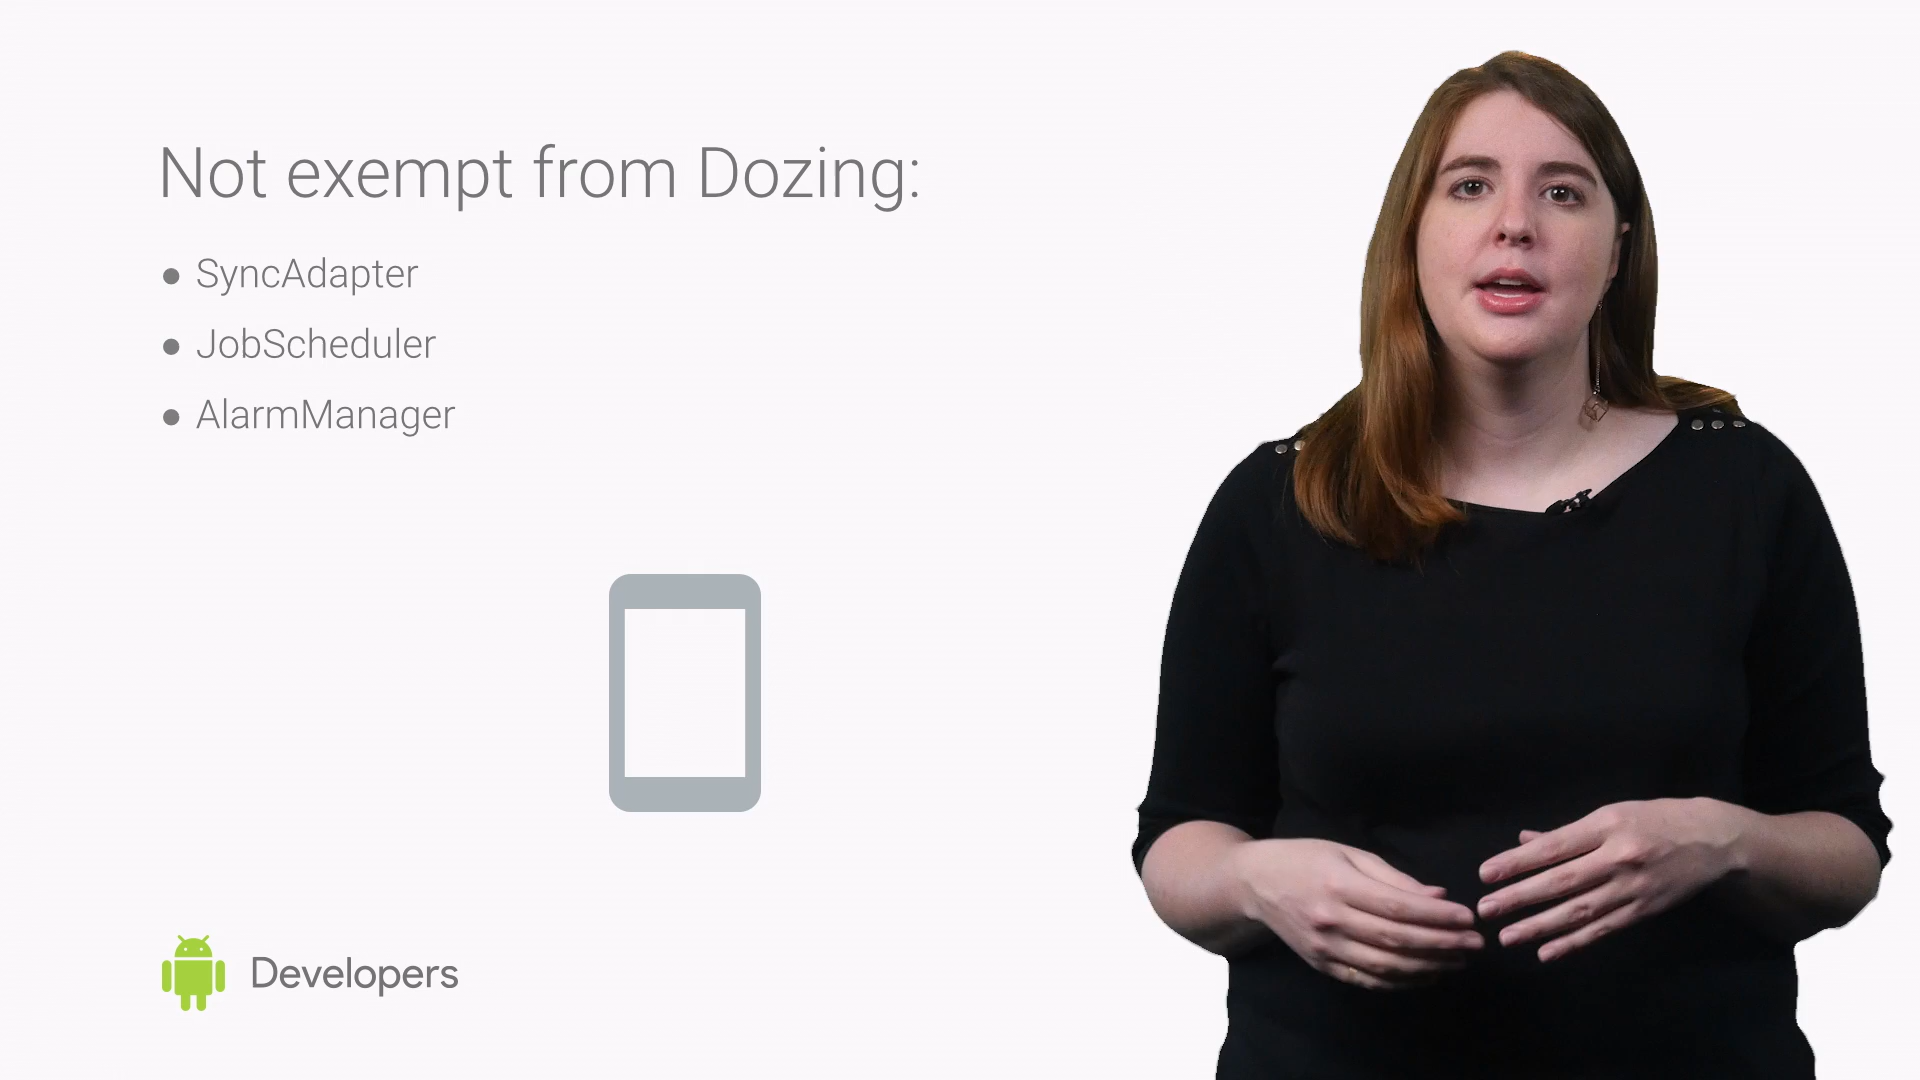 Not exempt from Dozing:
● SyncAdapter
● JobScheduler
● AlarmManager
Developers